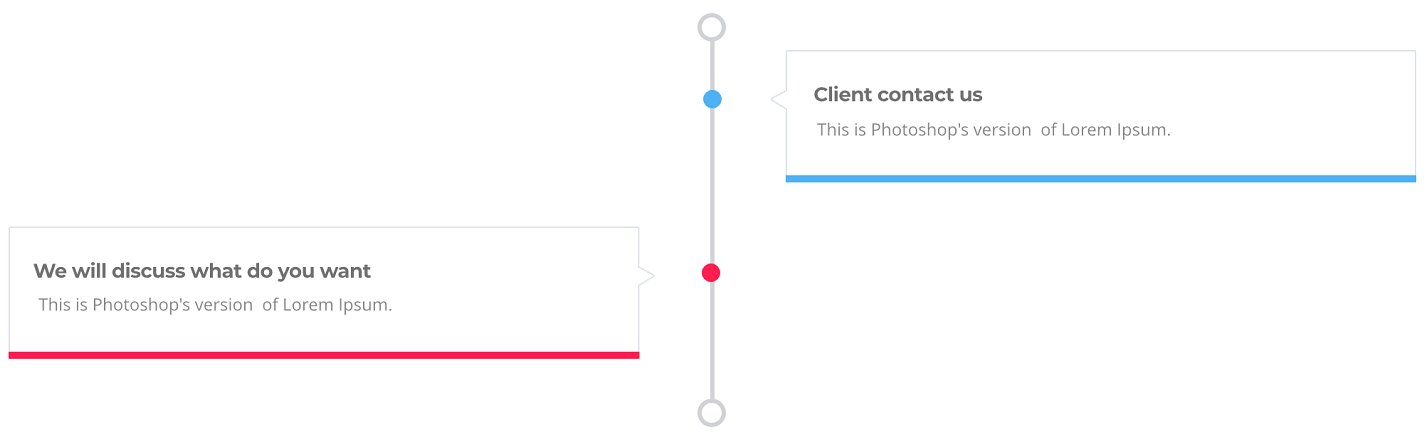 Client contact us
This is Photoshop's version  of Lorem Ipsum.
We will discuss what do you want
This is Photoshop's version  of Lorem Ipsum.